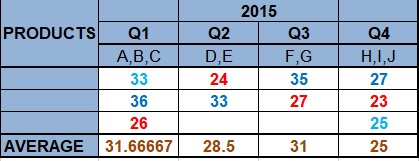 2015
PRODUCTS Q1 Q2 Q3 Q4
A,B,C D,E F,G H,I,J
33 24 35 27
36 33 27 23
26 25
AVERAGE 31.66667 28.5 31 25